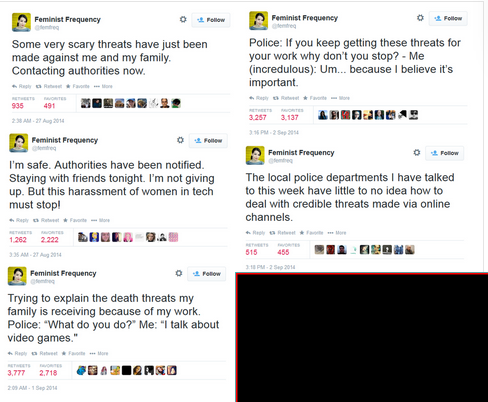 Feminist Frequency
@femfreq
Follow
Some very scary threats have just been
made against me and my family.
Contacting authorities now.
Reply Retweet Favorite More
RETWEETS FAVORITES
935 491
2:38 AM - 27 Aug 2014
Feminist Frequency
@femfreq
Follow
I'm safe. Authorities have been notified.
Staying with friends tonight. I'm not giving
up. But this harassment of women in tech
must stop!
Reply Retweet Favorite More
RETWEETS FAVORITES
1,262 2,222
3:35 AM - 27 Aug 2014
Feminist Frequency
@femfreq
Follow
Trying to explain the death threats my
family is receiving because of my work.
Police: “What do you do?” Me: “I talk about
video games.”
Reply Retweet Favorite More
RETWEETS FAVORITES
3,777 2,718
2:09 AM - 1 Sep 2014
Feminist Frequency
@femfreq
Follow
Police: If you keep getting these threats for
your work why don't you stop? - Me
(incredulous): Um... because I believe it's
important.
Reply Retweet Favorite More
RETWEETS FAVORITES
3,257 3,137
3:16 PM - 2 Sep 2014
Feminist Frequency
@femfreq
Follow
The local police departments I have talked
to this week have little to no idea how to
deal with credible threats made via online
channels.
Reply Retweet Favorite More
RETWEETS FAVORITES
515 455
3:18 PM - 2 Sep 2014